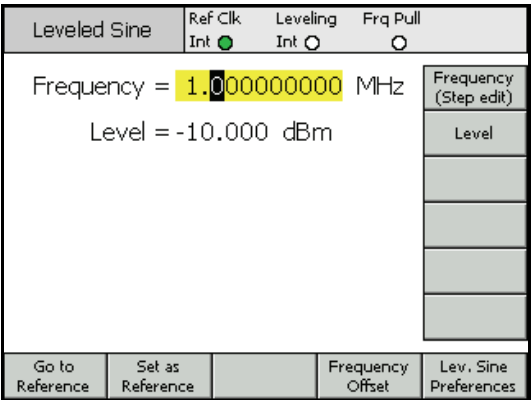 Leveled Sine
Ref Clk Leveling Frq Pull
Int Int
Frequency = 1.000000000 MHz
Level = -10.000 dBm
Frequency
(Step edit)
Level
Go to
Reference
Set as
Reference
Frequency
Offset
Lev. Sine
Preferences